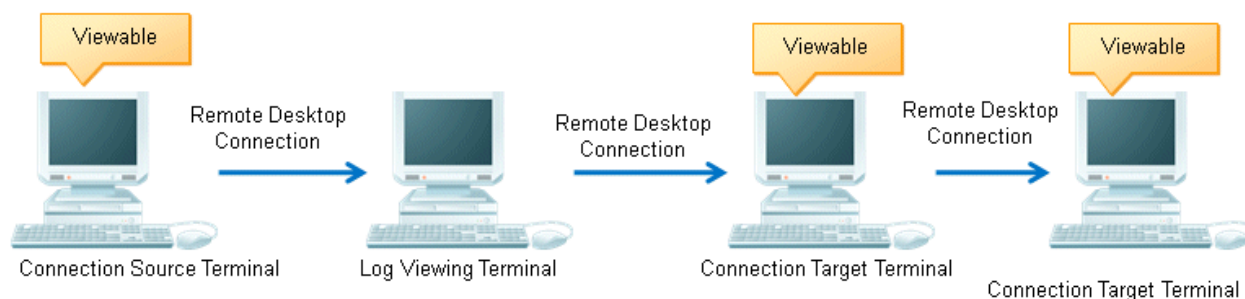 Viewable
Viewable
Viewable
Remote Desktop
Connection
Remote Desktop
Connection
Remote Desktop
Connection
Connection Source Terminal
Log Viewing Terminal
Connection Target Terminal
Connection Target Terminal